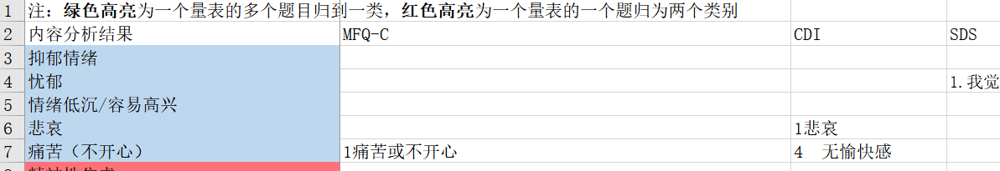 1 注：绿色高亮为一个量表的多个题目归到一类，红色高亮为一个量表的一个题归为两个类别
2 内容分析结果 MFQ-C CDI SDS
3 抑郁情绪
4 忧郁 1.我觉
5 情绪低沉/容易高兴
6 悲哀 1悲哀
7 痛苦（不开心） 1痛苦或不开心 4 无愉快感